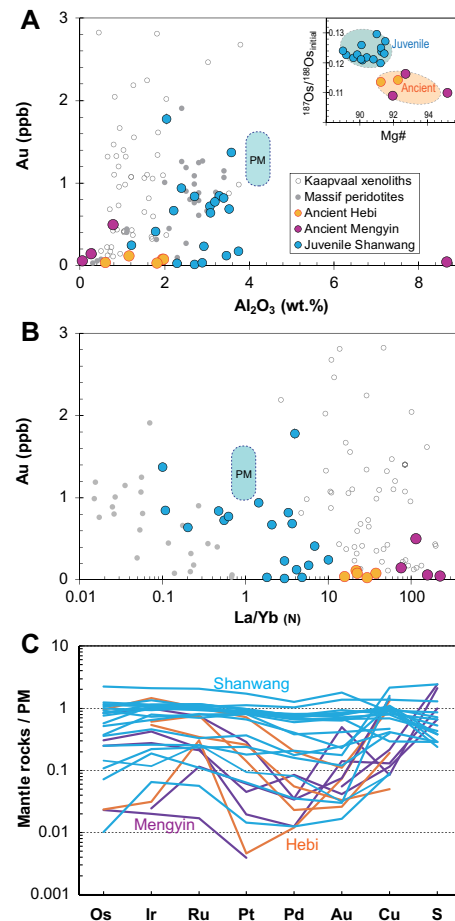 A
3
2
1
0
Au (ppb)
0 2 4 6 8
Al₂O₃ (wt.%)
PM
¹⁸⁷Os/¹⁸⁸Os initial
0.13
0.12
0.11
90 92 94
Mg#
Juvenile
Ancient
Kaapvaal xenoliths
Massif peridotites
Ancient Hebi
Ancient Mengyin
Juvenile Shanwang
B
3
2
1
0
Au (ppb)
PM
0.01 0.1 1 10 100
La/Yb (N)
C
10
1
0.1
0.01
0.001
Mantle rocks / PM
Shanwang
Mengyin
Hebi
Os Ir Ru Pt Pd Au Cu S